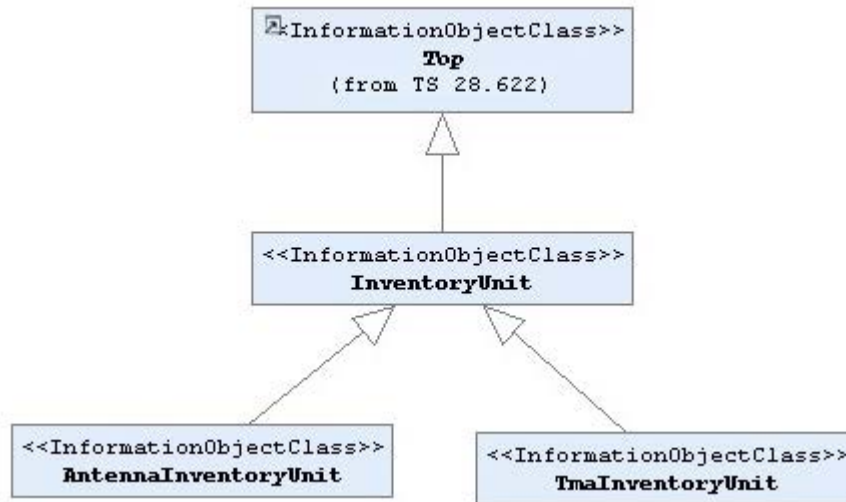 <InformationObjectClass>>
Top
(from TS 28.622)
<<InformationObjectClass>>
InventoryUnit
<<InformationObjectClass>>
AntennaInventoryUnit
<<InformationObjectClass>>
TmaInventoryUnit